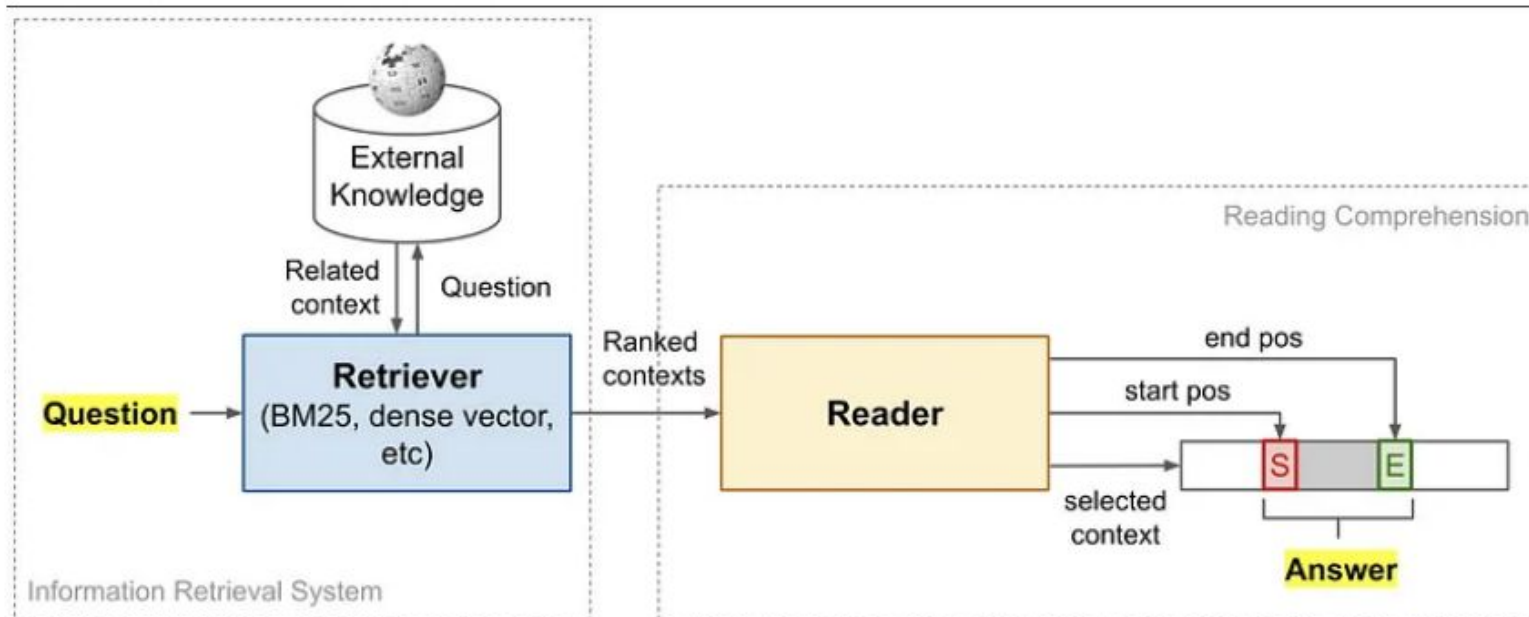 External
Knowledge
Reading Comprehension
Related
context
Question
Ranked
contexts
end pos
Retriever
start pos
Question
(BM25, dense vector,
etc)
Reader
S
E
selected
context
Answer
Information Retrieval System